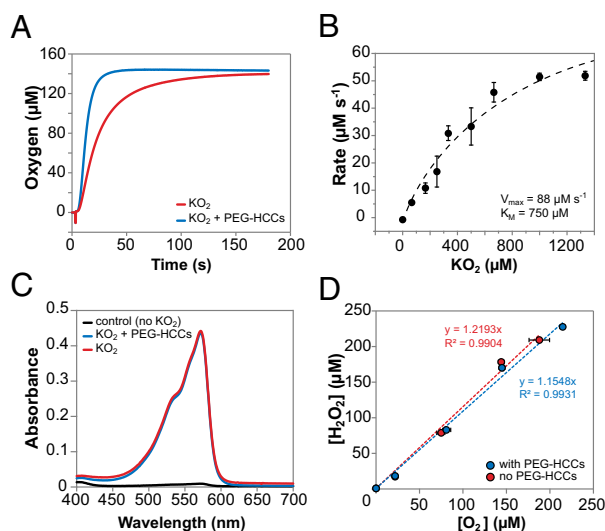 A
Oxygen (µM)
160
120
80
40
0
KO2
KO2 + PEG-HCCs
0
50
100
150
200
Time (s)
B
Rate (µM s⁻¹)
60
50
40
30
20
10
0
Vmax = 88 µM s⁻¹
KM = 750 µM
0
400
800
1200
KO2 (µM)
C
Absorbance
0.5
0.4
0.3
0.2
0.1
0
control (no KO2)
KO2 + PEG-HCCs
KO2
400
450
500
550
600
650
700
Wavelength (nm)
D
[H2O2] (µM)
250
200
150
100
50
0
y = 1.2193x
R² = 0.9904
y = 1.1548x
R² = 0.9931
with PEG-HCCs
no PEG-HCCs
0
50
100
150
200
250
[O2] (µM)